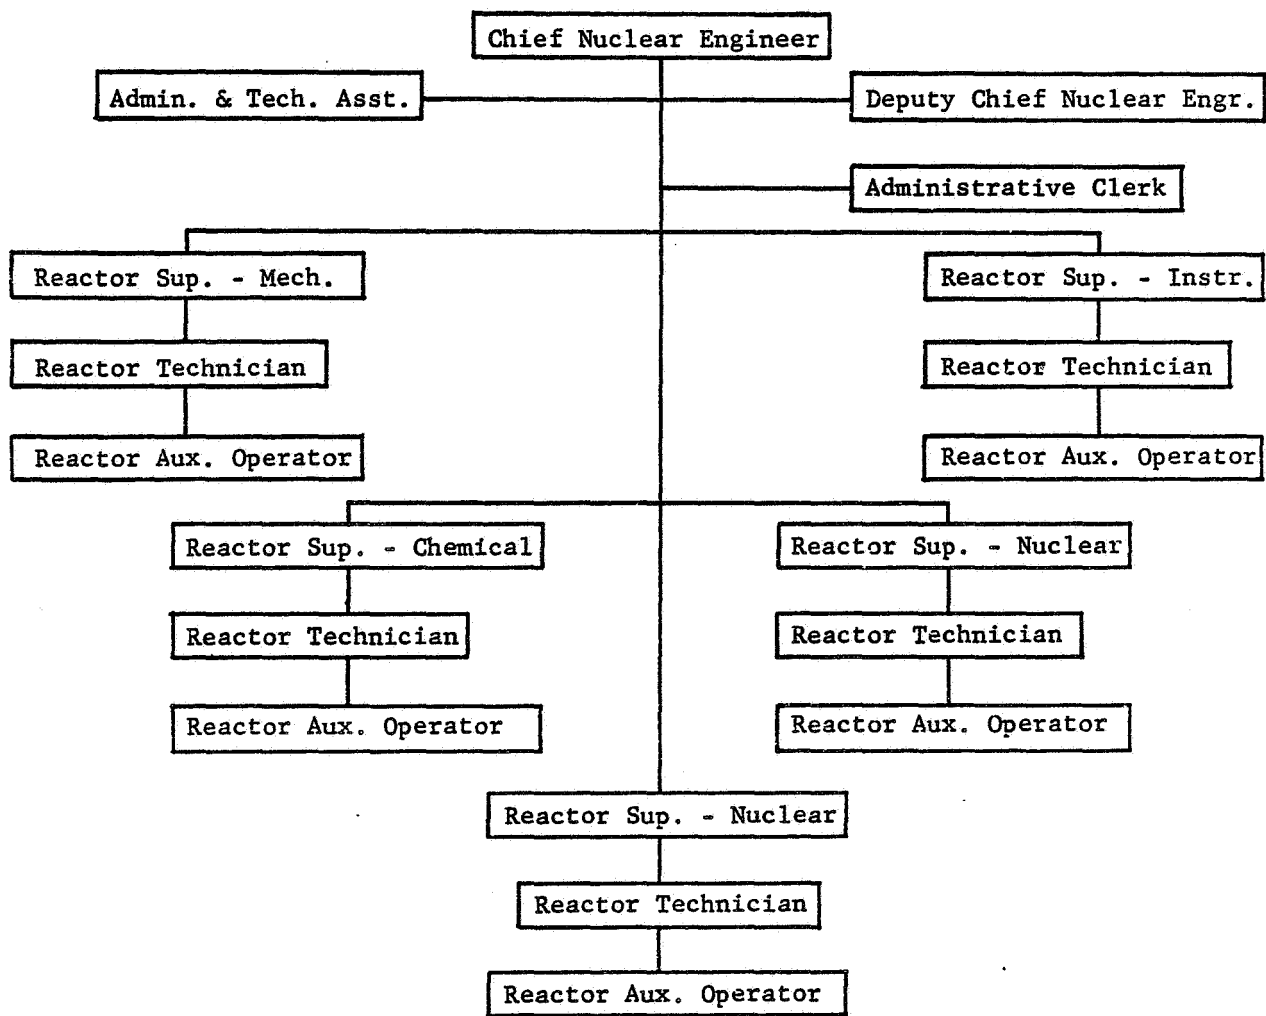 Chief Nuclear Engineer
Admin. & Tech. Asst.
Deputy Chief Nuclear Engr.
Administrative Clerk
Reactor Sup. - Mech.
Reactor Sup. - Instr.
Reactor Technician
Reactor Technician
Reactor Aux. Operator
Reactor Aux. Operator
Reactor Sup. - Chemical
Reactor Sup. - Nuclear
Reactor Technician
Reactor Technician
Reactor Aux. Operator
Reactor Aux. Operator
Reactor Sup. - Nuclear
Reactor Technician
Reactor Aux. Operator